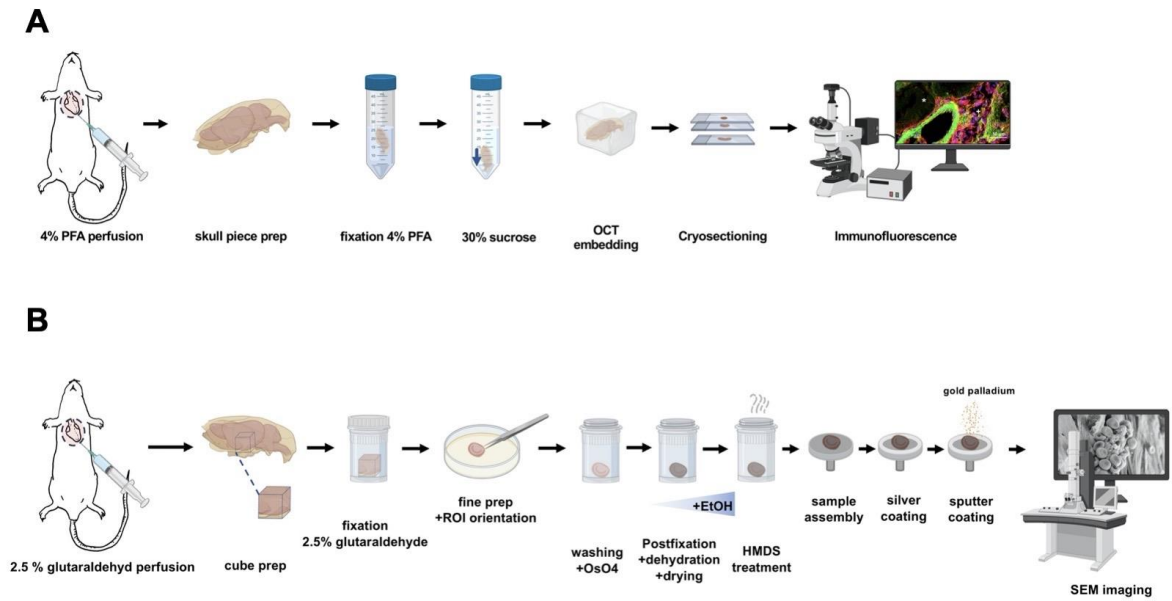 A
4% PFA perfusion
skull piece prep
fixation 4% PFA
30% sucrose
OCT
embedding
Cryosectioning
Immunofluorescence
B
gold palladium
2.5 % glutaraldehyd perfusion
cube prep
fixation
2.5% glutaraldehyde
fine prep
+ROI orientation
+EtOH
washing
+OsO4
Postfixation
+dehydration
+drying
HMDS
treatment
sample
assembly
silver
coating
sputter
coating
SEM imaging